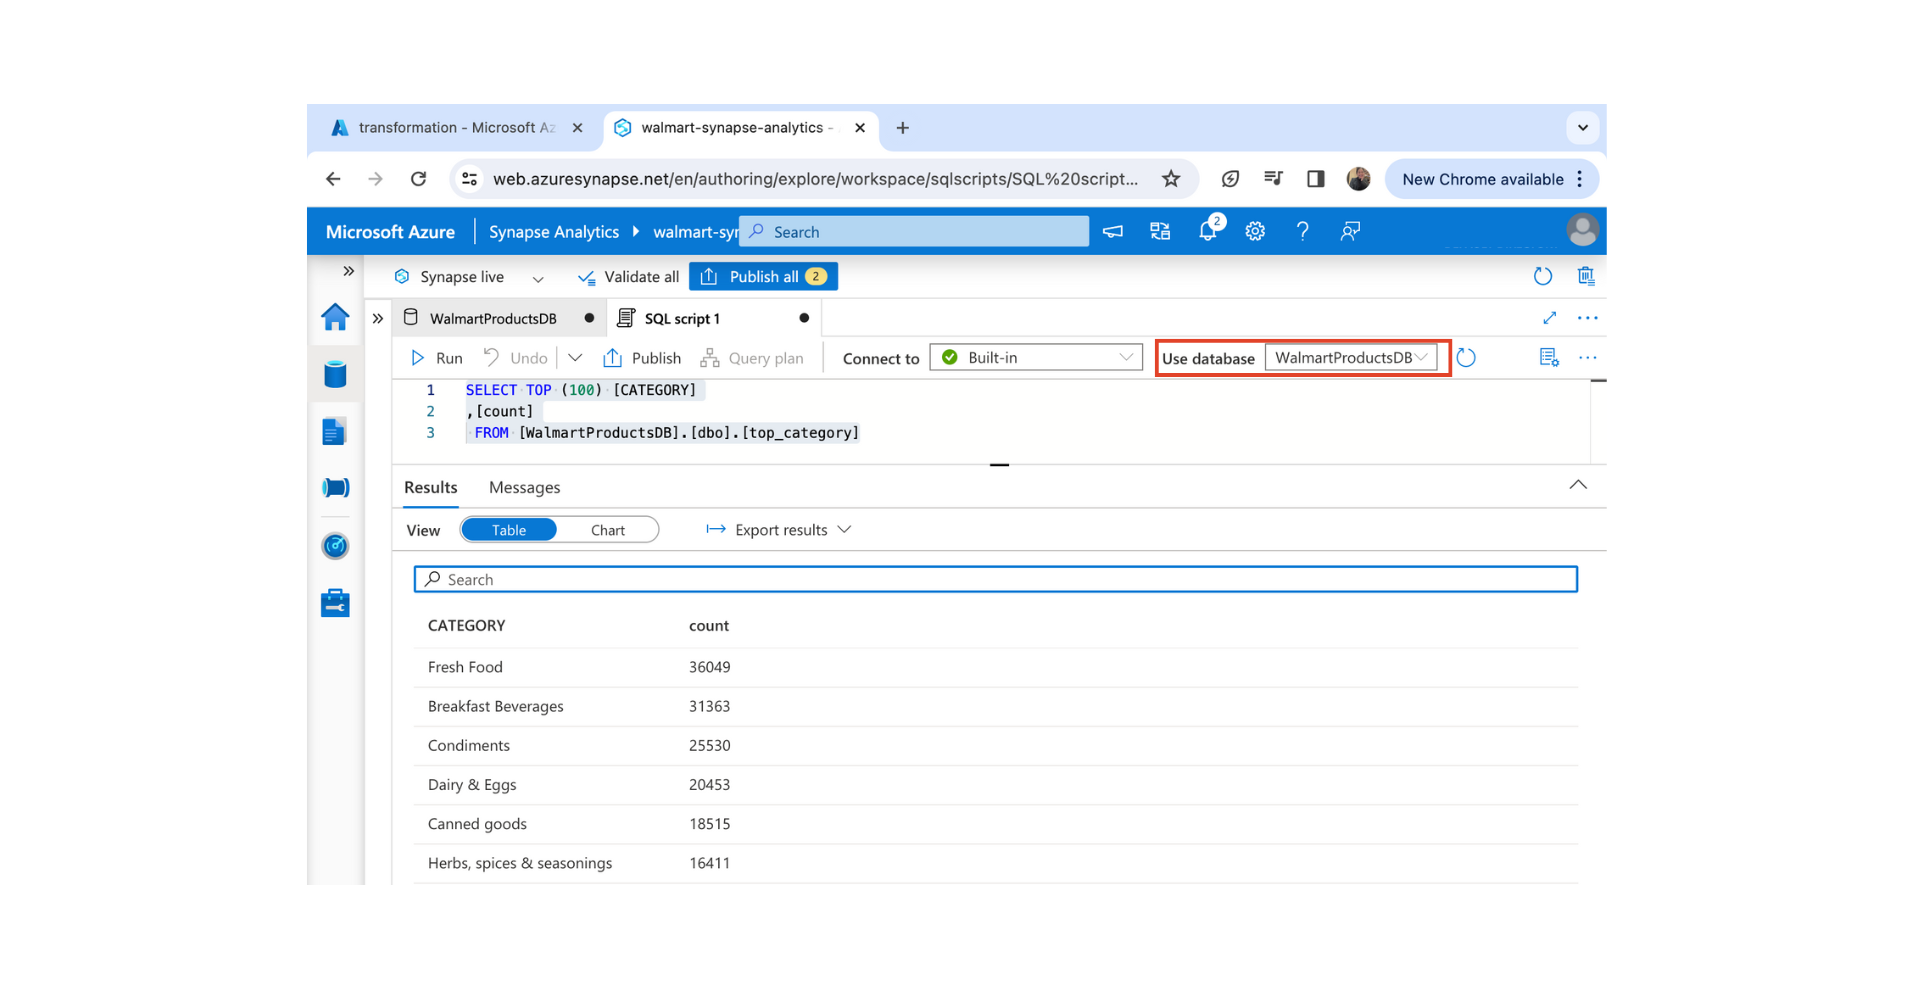 transcription - Microsoft Az
walmart-synapse-analytics -
web.azuresynapse.net/en/authoring/explore/workspace/sqlscripts/SQL%20script...
New Chrome available
Microsoft Azure
Synapse Analytics
walmart-syn
Search
2
Synapse live
Validate all
Publish all 2
WalmartProductsDB
SQL script 1
Run
Undo
Publish
Query plan
Connect to
Built-in
Use database
WalmartProductsDB
1 SELECT TOP (100) [CATEGORY]
2 ,[count]
3 FROM [WalmartProductsDB].[dbo].[top_category]
Results
Messages
View
Table
Chart
Export results
Search
CATEGORY count
Fresh Food 36049
Breakfast Beverages 31363
Condiments 25530
Dairy & Eggs 20453
Canned goods 18515
Herbs, spices & seasonings 16411